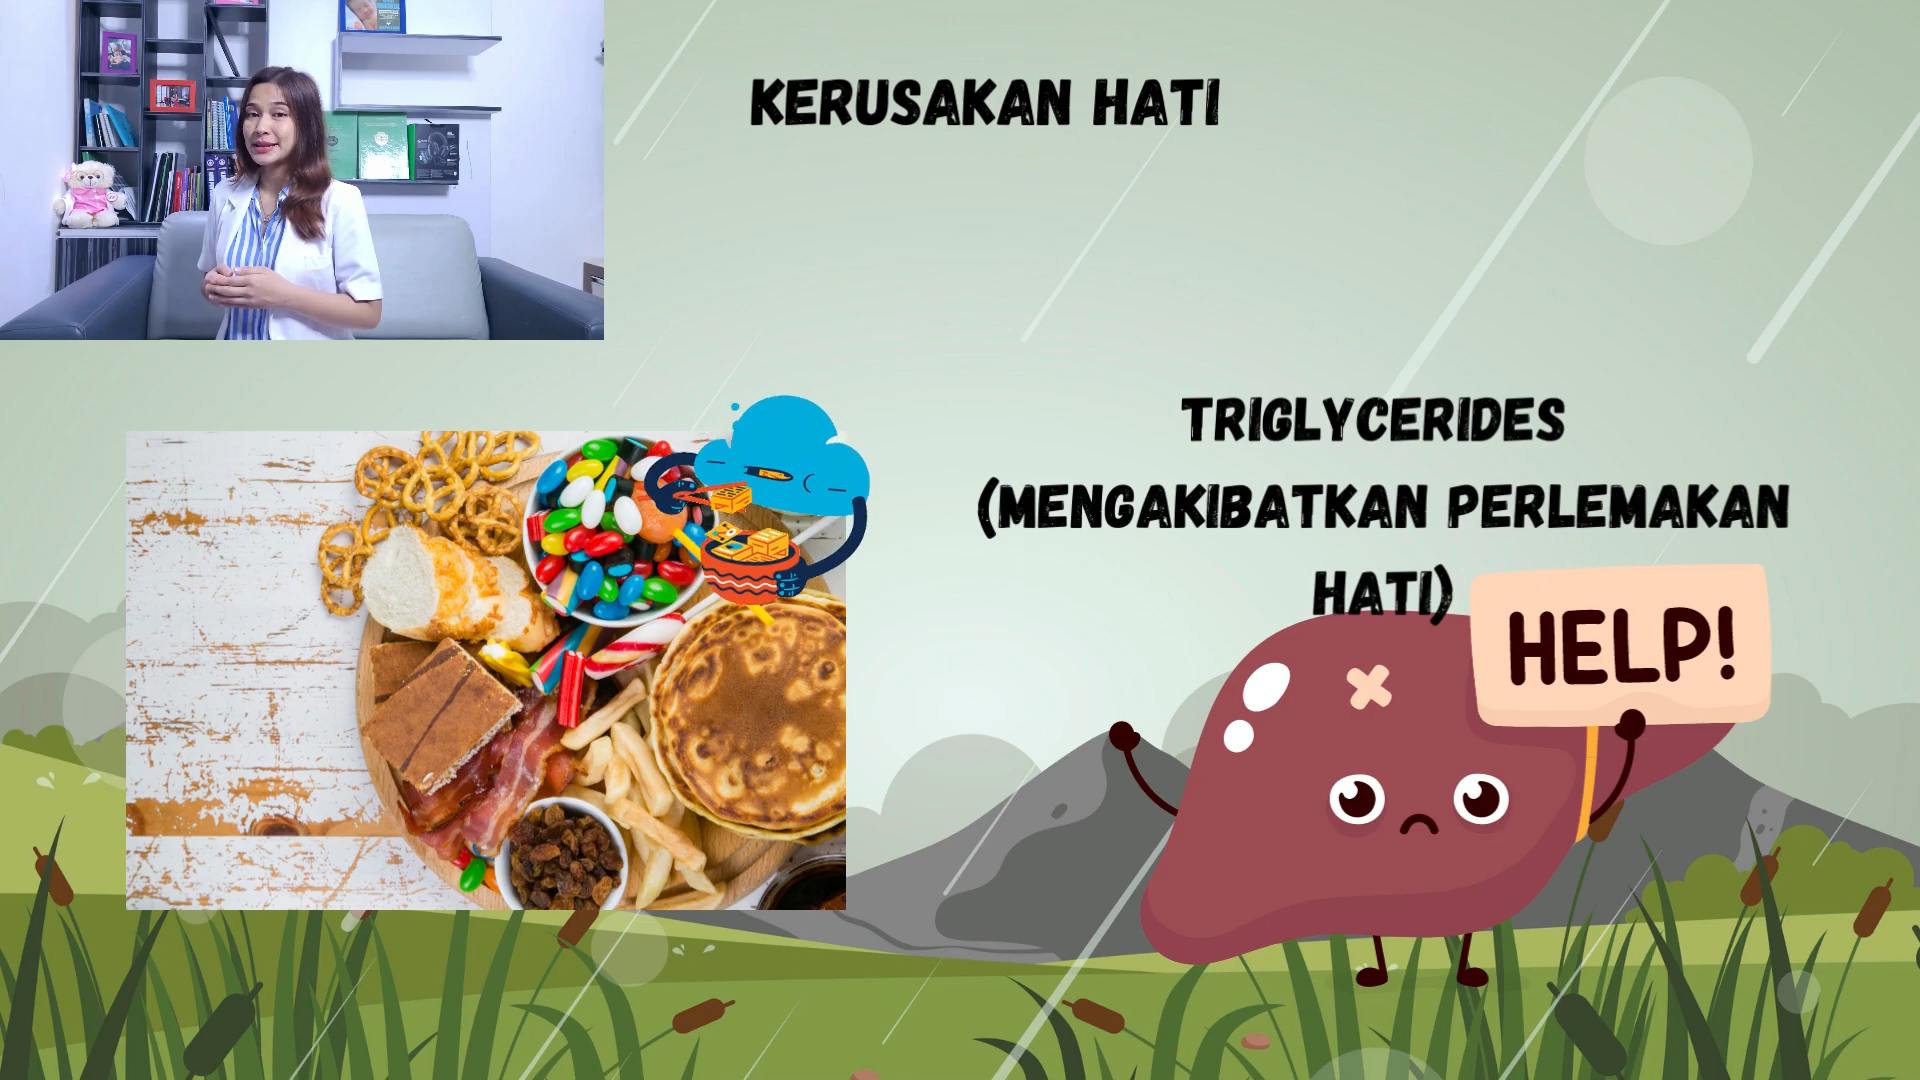 KERUSAKAN HATI
TRIGLYCERIDES
(MENGAKIBATKAN PERLEMAKAN
HATI)
HELP!